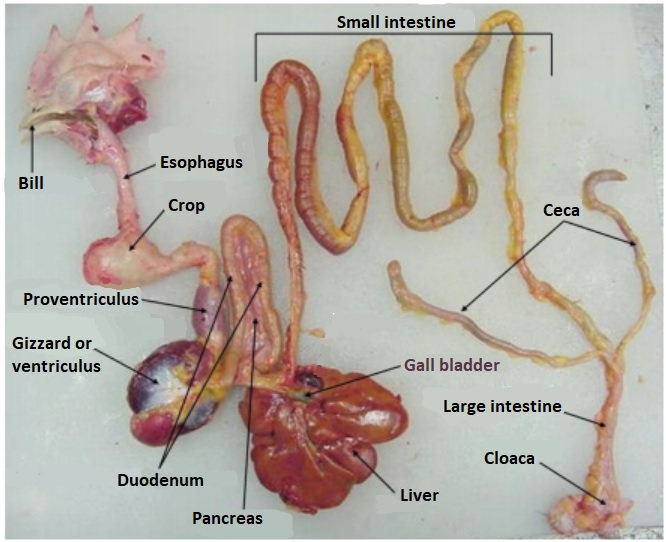 Small intestine
Esophagus
Bill
Crop
Ceca
Proventriculus
Gizzard or
ventriculus
Gall bladder
Large intestine
Duodenum
Cloaca
Liver
Pancreas